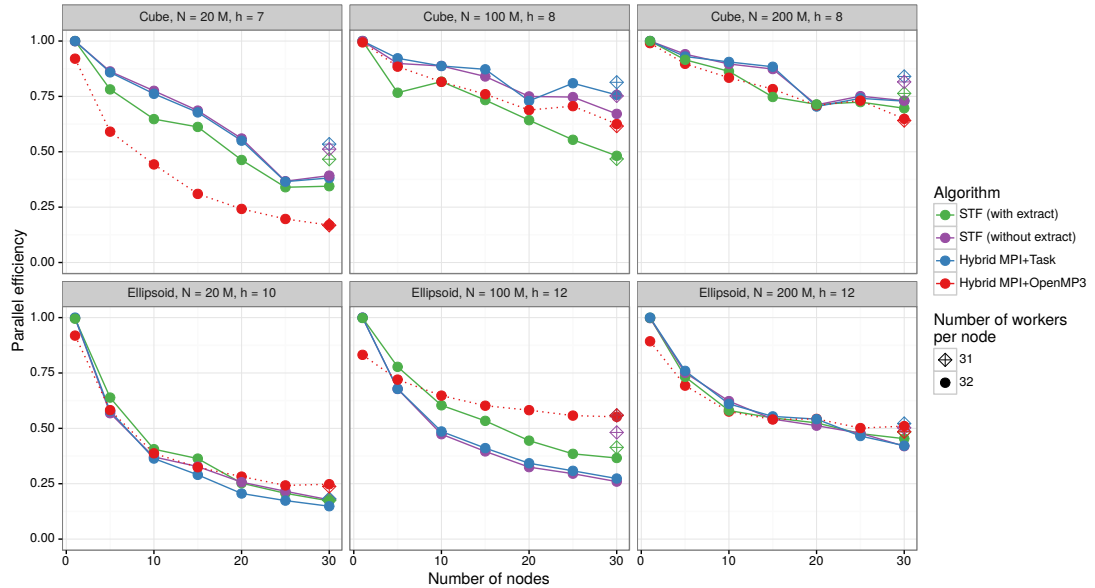 Cube, N = 20 M, h = 7
Cube, N = 100 M, h = 8
Cube, N = 200 M, h = 8
1.00
0.75
0.50
0.25
0.00
Ellipsoid, N = 20 M, h = 10
Ellipsoid, N = 100 M, h = 12
Ellipsoid, N = 200 M, h = 12
1.00
0.75
0.50
0.25
0.00
0 10 20 30
0 10 20 30
0 10 20 30
Number of nodes
Parallel efficiency
Algorithm
STF (with extract)
STF (without extract)
Hybrid MPI+Task
Hybrid MPI+OpenMP3
Number of workers
per node
31
32